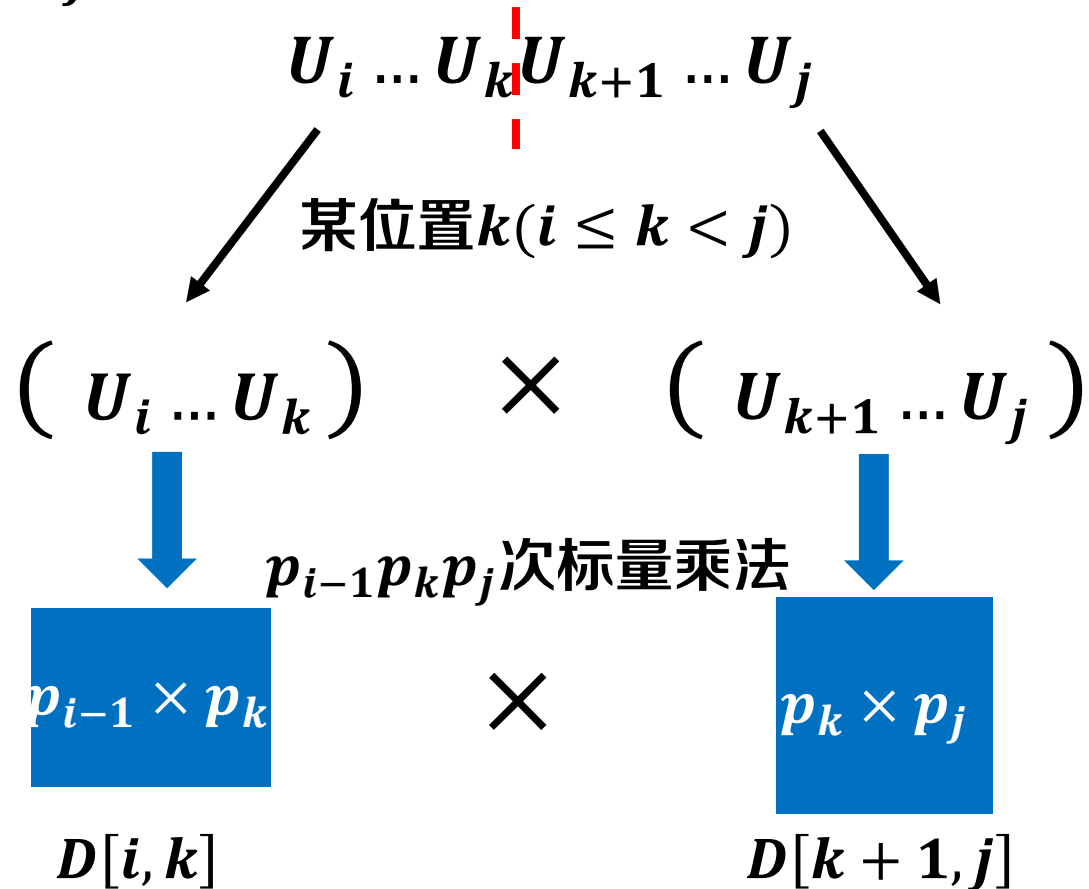 U_i … U_k U_{k+1} … U_j
某位置k(i ≤ k < j)
( U_i … U_k ) × ( U_{k+1} … U_j )
p_{i−1}p_kp_j次标量乘法
p_{i−1} × p_k × p_k × p_j
D[i, k] D[k + 1, j]